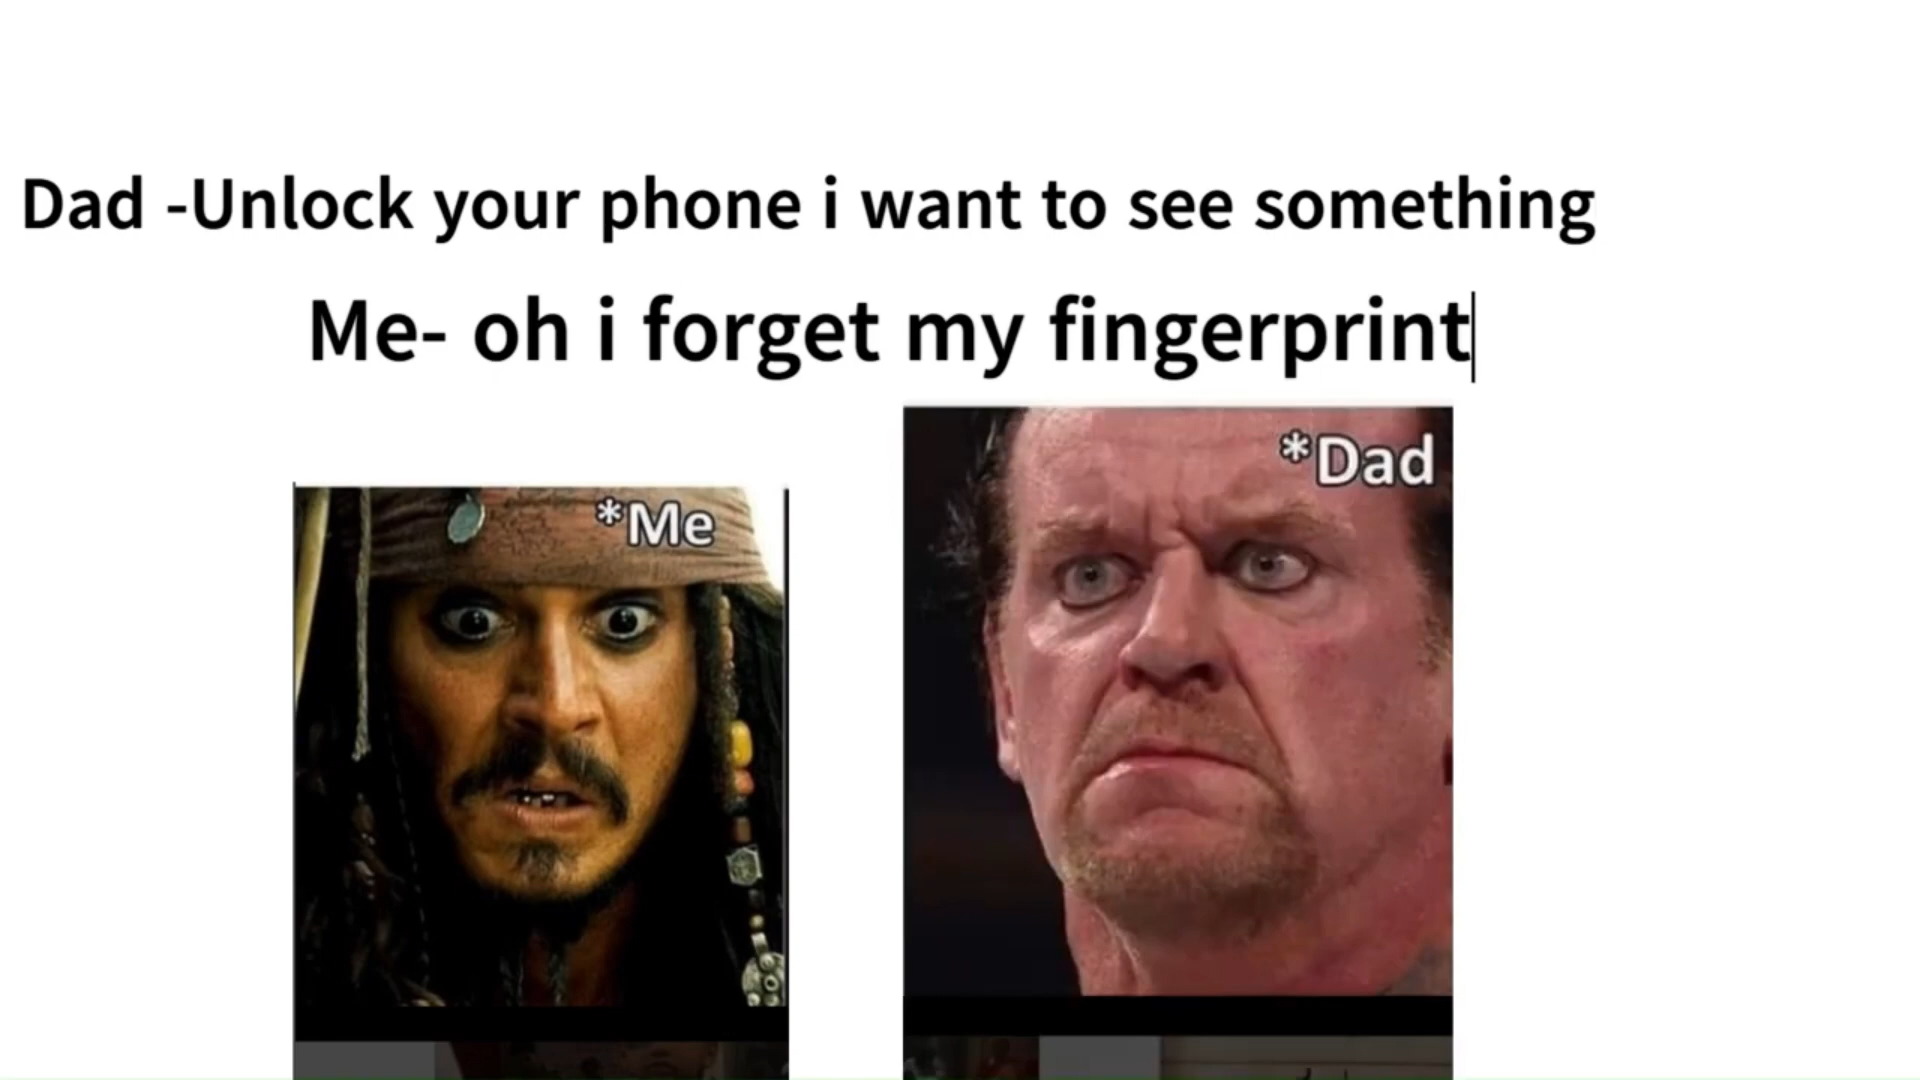 Dad -Unlock your phone i want to see something
Me- oh i forget my fingerprint
*Dad
*Me